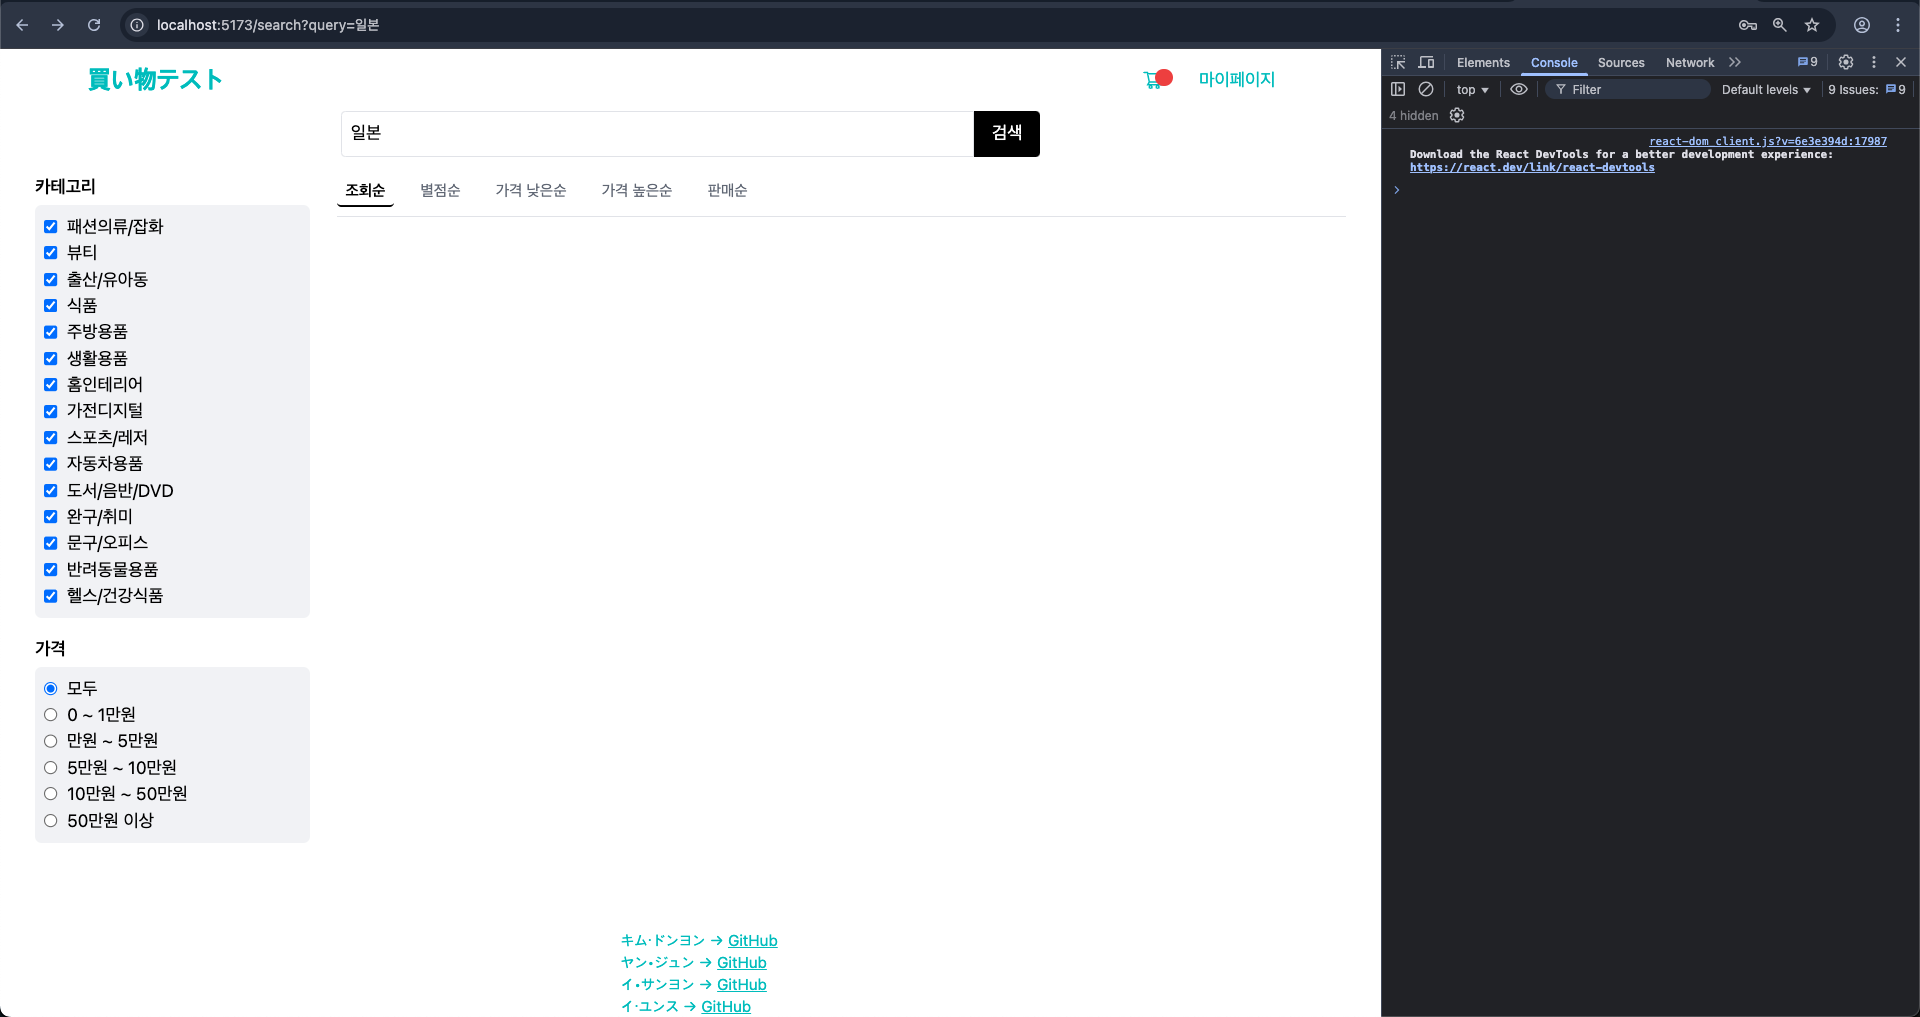 localhost:5173/search?query=일본
買い物テスト
마이페이지
일본
검색
카테고리
조회순 별점순 가격 낮은순 가격 높은순 판매순
패션의류/잡화
뷰티
출산/유아동
식품
주방용품
생활용품
홈인테리어
가전디지털
스포츠/레저
자동차용품
도서/음반/DVD
완구/취미
문구/오피스
반려동물용품
헬스/건강식품
가격
모두
0 ~ 1만원
만원 ~ 5만원
5만원 ~ 10만원
10만원 ~ 50만원
50만원 이상
キム·ドンヨン → GitHub
ヤン•ジュン → GitHub
イ•サンヨン → GitHub
イ·ユンス → GitHub
Elements Console Sources Network 9
top Filter Default levels 9 Issues: 9
4 hidden
react-dom_client.js?v=6e3e394d:17987
Download the React DevTools for a better development experience:
https://react.dev/link/react-devtools